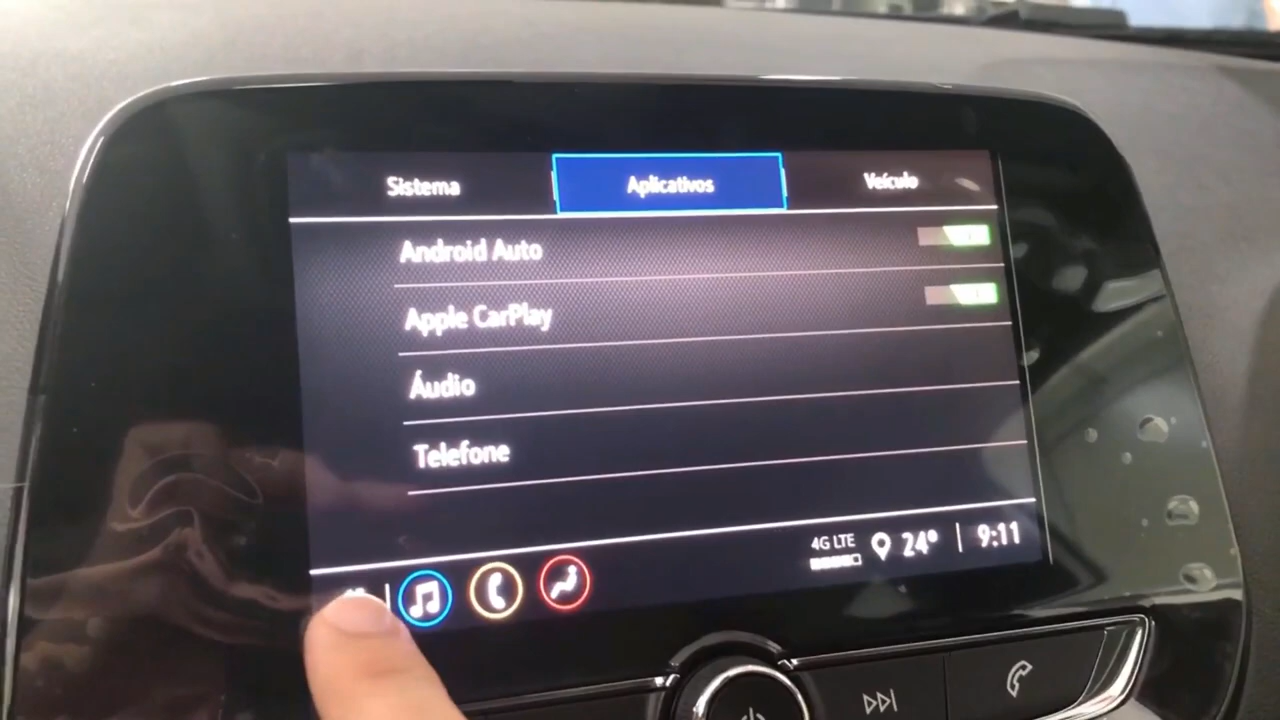 Sistema
Aplicativos
Veículo
Android Auto
Apple CarPlay
Áudio
Telefone
4G LTE
24°
9:11